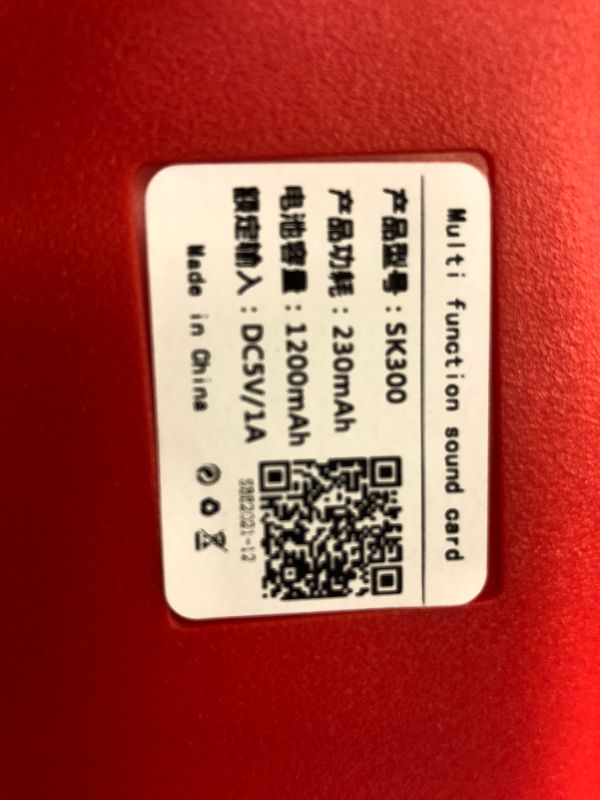 Multi function sound card
产品型号：SK300
产品功耗：230mAh
电池容量：1200mAh
额定输入：DC5V/1A
Made in China